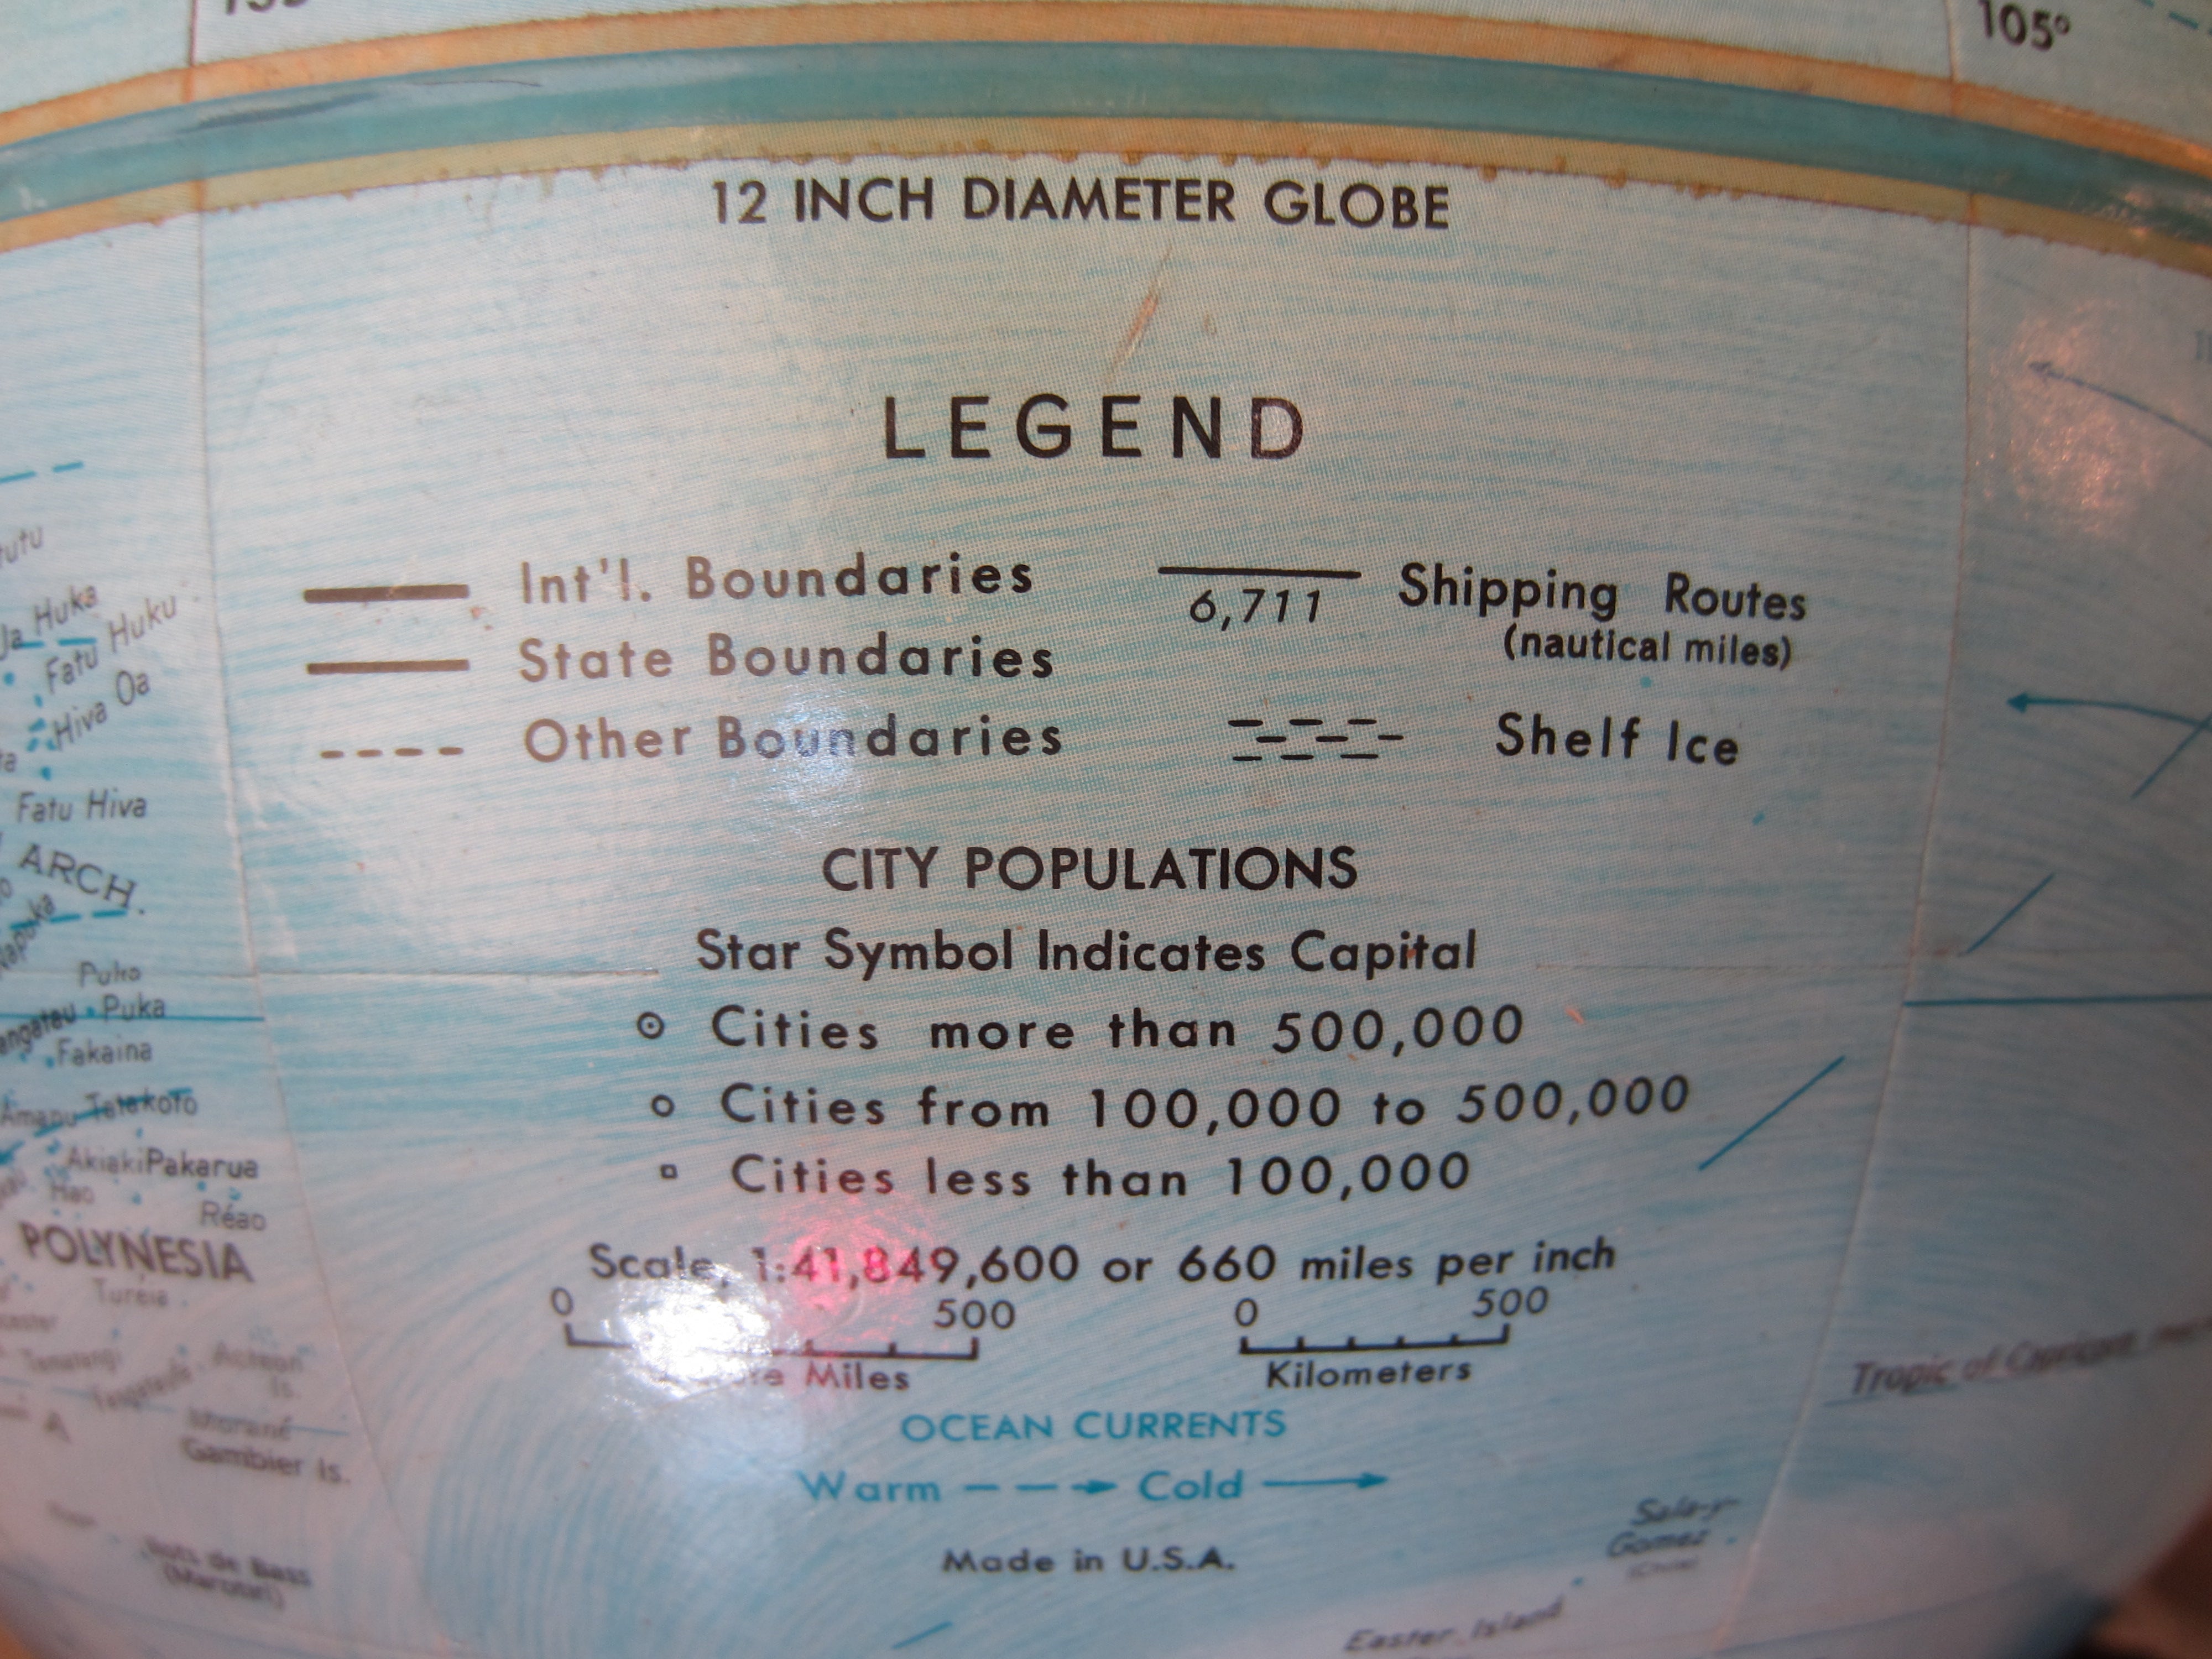 105°
12 INCH DIAMETER GLOBE
LEGEND
Int'l. Boundaries
6,711 Shipping Routes
(nautical miles)
State Boundaries
Other Boundaries
Shelf Ice
CITY POPULATIONS
Star Symbol Indicates Capital
Cities more than 500,000
Cities from 100,000 to 500,000
Cities less than 100,000
Scale, 1:41,849,600 or 660 miles per inch
0 500
Miles
0 500
Kilometers
OCEAN CURRENTS
Warm Cold
Made in U.S.A.
Huka
Fatu Huku
Hiva Oa
Fatu Hiva
ARCH.
Puka
Fakaina
Tatakoto
Akiaki Pakarua
Hao
Réao
POLYNESIA
Tureia
Acteon
Is.
Gambier Is.
Tropic of Capricorn
Sala-y-
Gomez
Easter Island